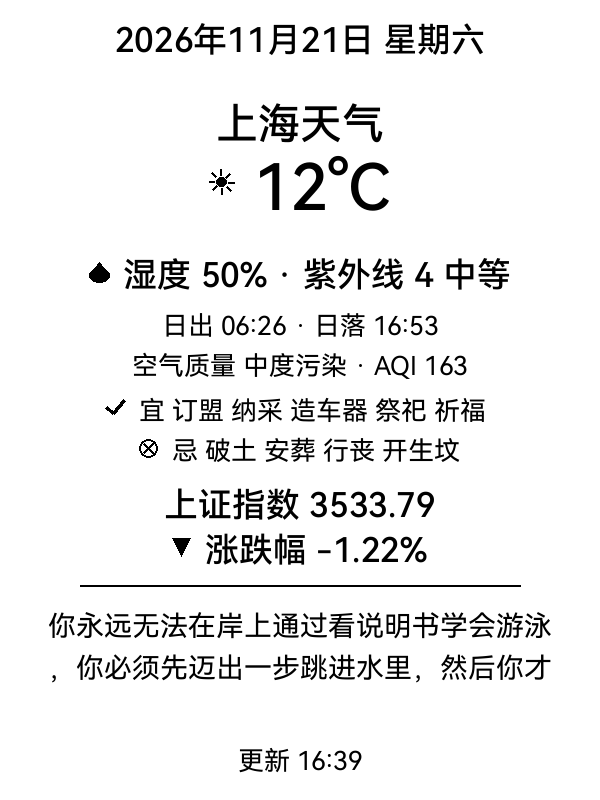 2026年11月21日 星期六
上海天气
12°C
湿度 50% · 紫外线 4 中等
日出 06:26 · 日落 16:53
空气质量 中度污染 · AQI 163
宜 订盟 纳采 造车器 祭祀 祈福
忌 破土 安葬 行丧 开生坟
上证指数 3533.79
▼ 涨跌幅 -1.22%
你永远无法在岸上通过看说明书学会游泳
，你必须先迈出一步跳进水里，然后你才
更新 16:39